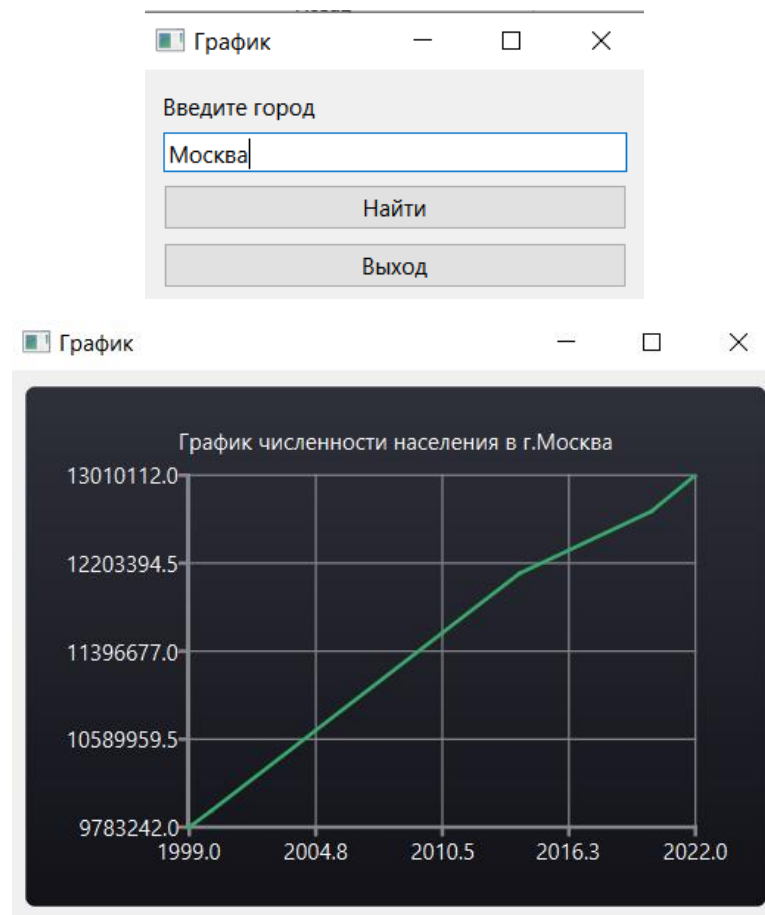 График
Введите город
Москва
Найти
Выход
График
График численности населения в г.Москва
13010112.0
12203394.5
11396677.0
10589959.5
9783242.0
1999.0 2004.8 2010.5 2016.3 2022.0